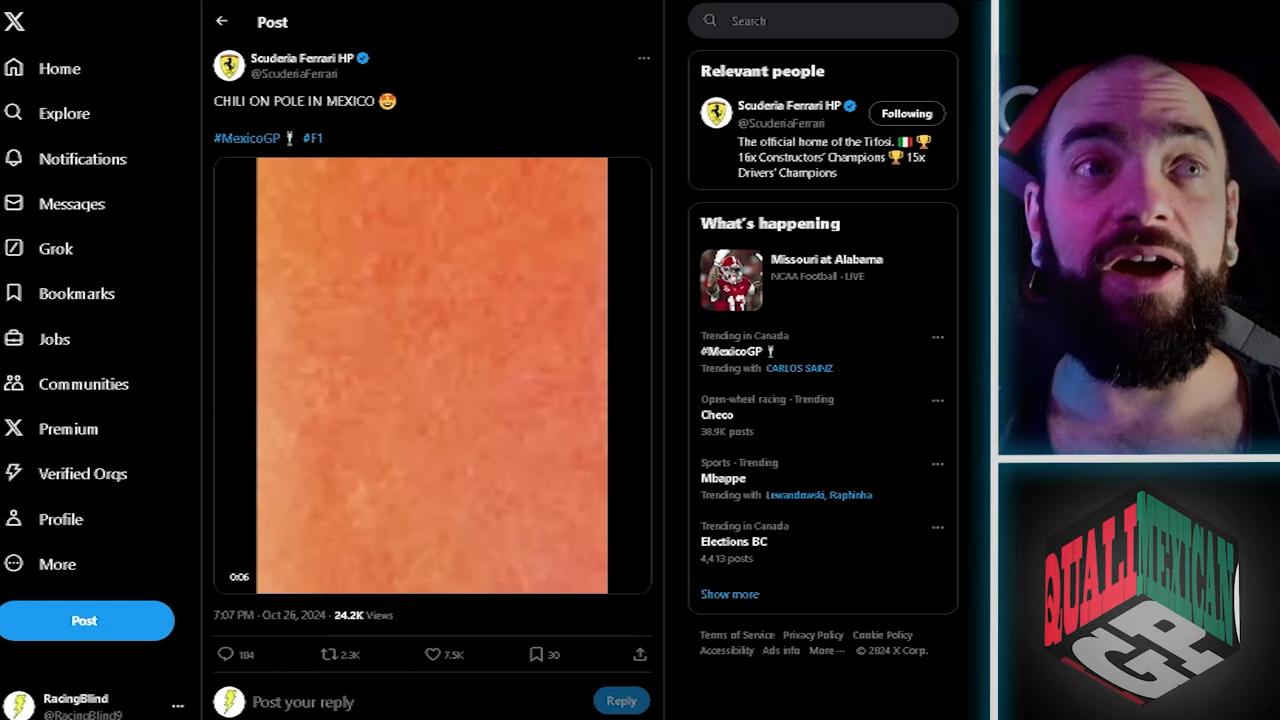 Home
Explore
Notifications
Messages
Grok
Bookmarks
Jobs
Communities
Premium
Verified Orgs
Profile
More
Post
RacingBlind
@RacingBlind9
Post
Scuderia Ferrari HP
@ScuderiaFerrari
CHILI ON POLE IN MEXICO 🤩
#MexicoGP #F1
0:06
7:07 PM · Oct 26, 2024 · 24.2K Views
184 2.3K 7.5K 30
Post your reply
Reply
Search
Relevant people
Scuderia Ferrari HP
@ScuderiaFerrari
Following
The official home of the Tifosi. 🇮🇹 🏆
16x Constructors' Champions 🏆 15x
Drivers' Champions
What's happening
Missouri at Alabama
NCAA Football · LIVE
Trending in Canada
#MexicoGP
Trending with CARLOS SAINZ
Open-wheel racing · Trending
Checo
38.9K posts
Sports · Trending
Mbappe
Trending with Lewandowski, Raphinha
Trending in Canada
Elections BC
4,413 posts
Show more
Terms of Service Privacy Policy Cookie Policy
Accessibility Ads info More ··· © 2024 X Corp.
QUALI
MEXICAN
GP